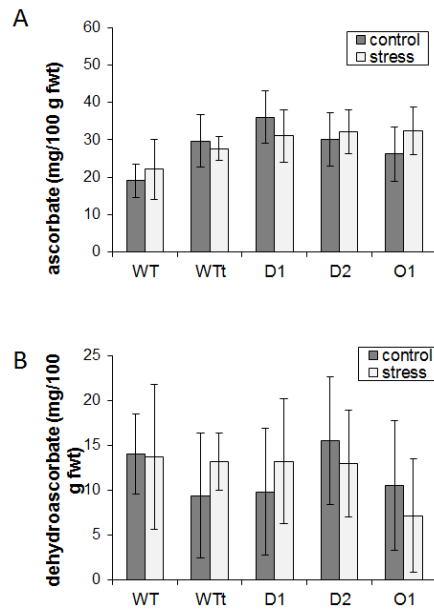 A
control
stress
ascorbate (mg/100 g fwt)
60
50
40
30
20
10
0
WT
WTt
D1
D2
O1
B
control
stress
dehydroascorbate (mg/100
g fwt)
25
20
15
10
5
0
WT
WTt
D1
D2
O1